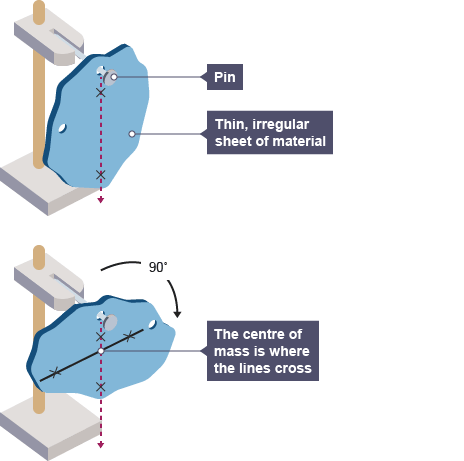 Pin
Thin, irregular
sheet of material
90˚
The centre of
mass is where
the lines cross